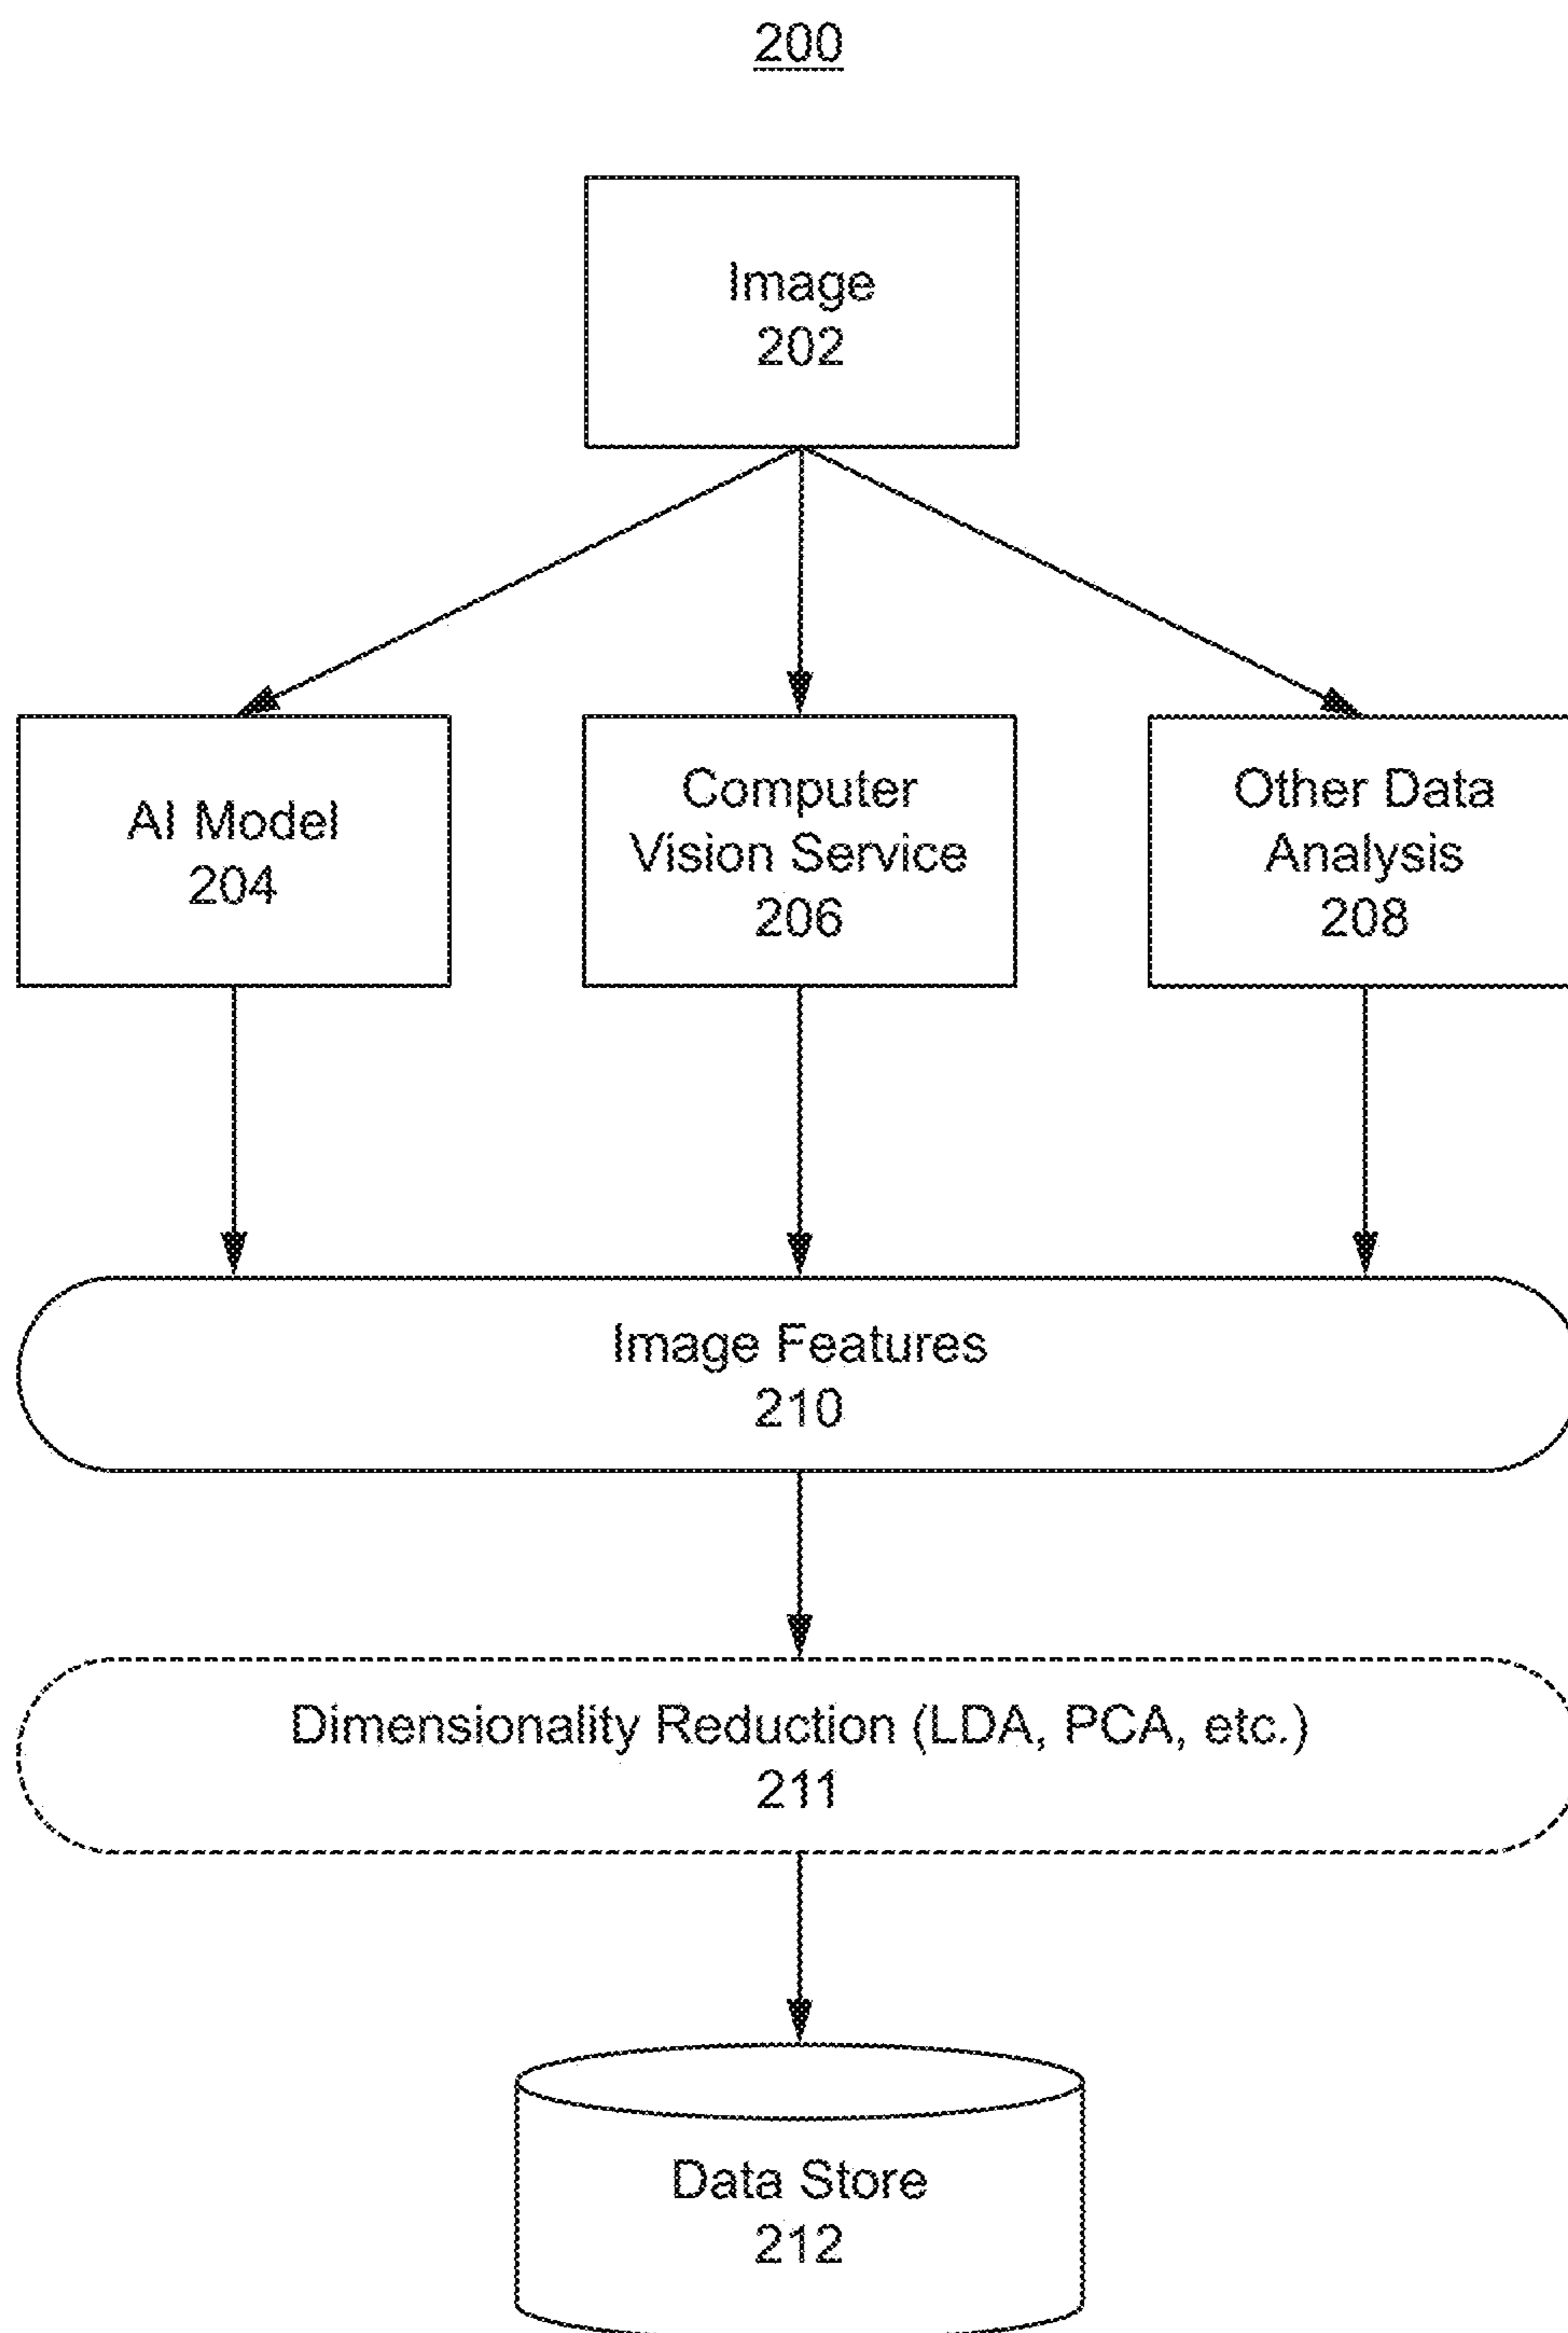 200
Image
202
AI Model
204
Computer
Vision Service
206
Other Data
Analysis
208
Image Features
210
Dimensionality Reduction (LDA, PCA, etc.)
211
Data Store
212